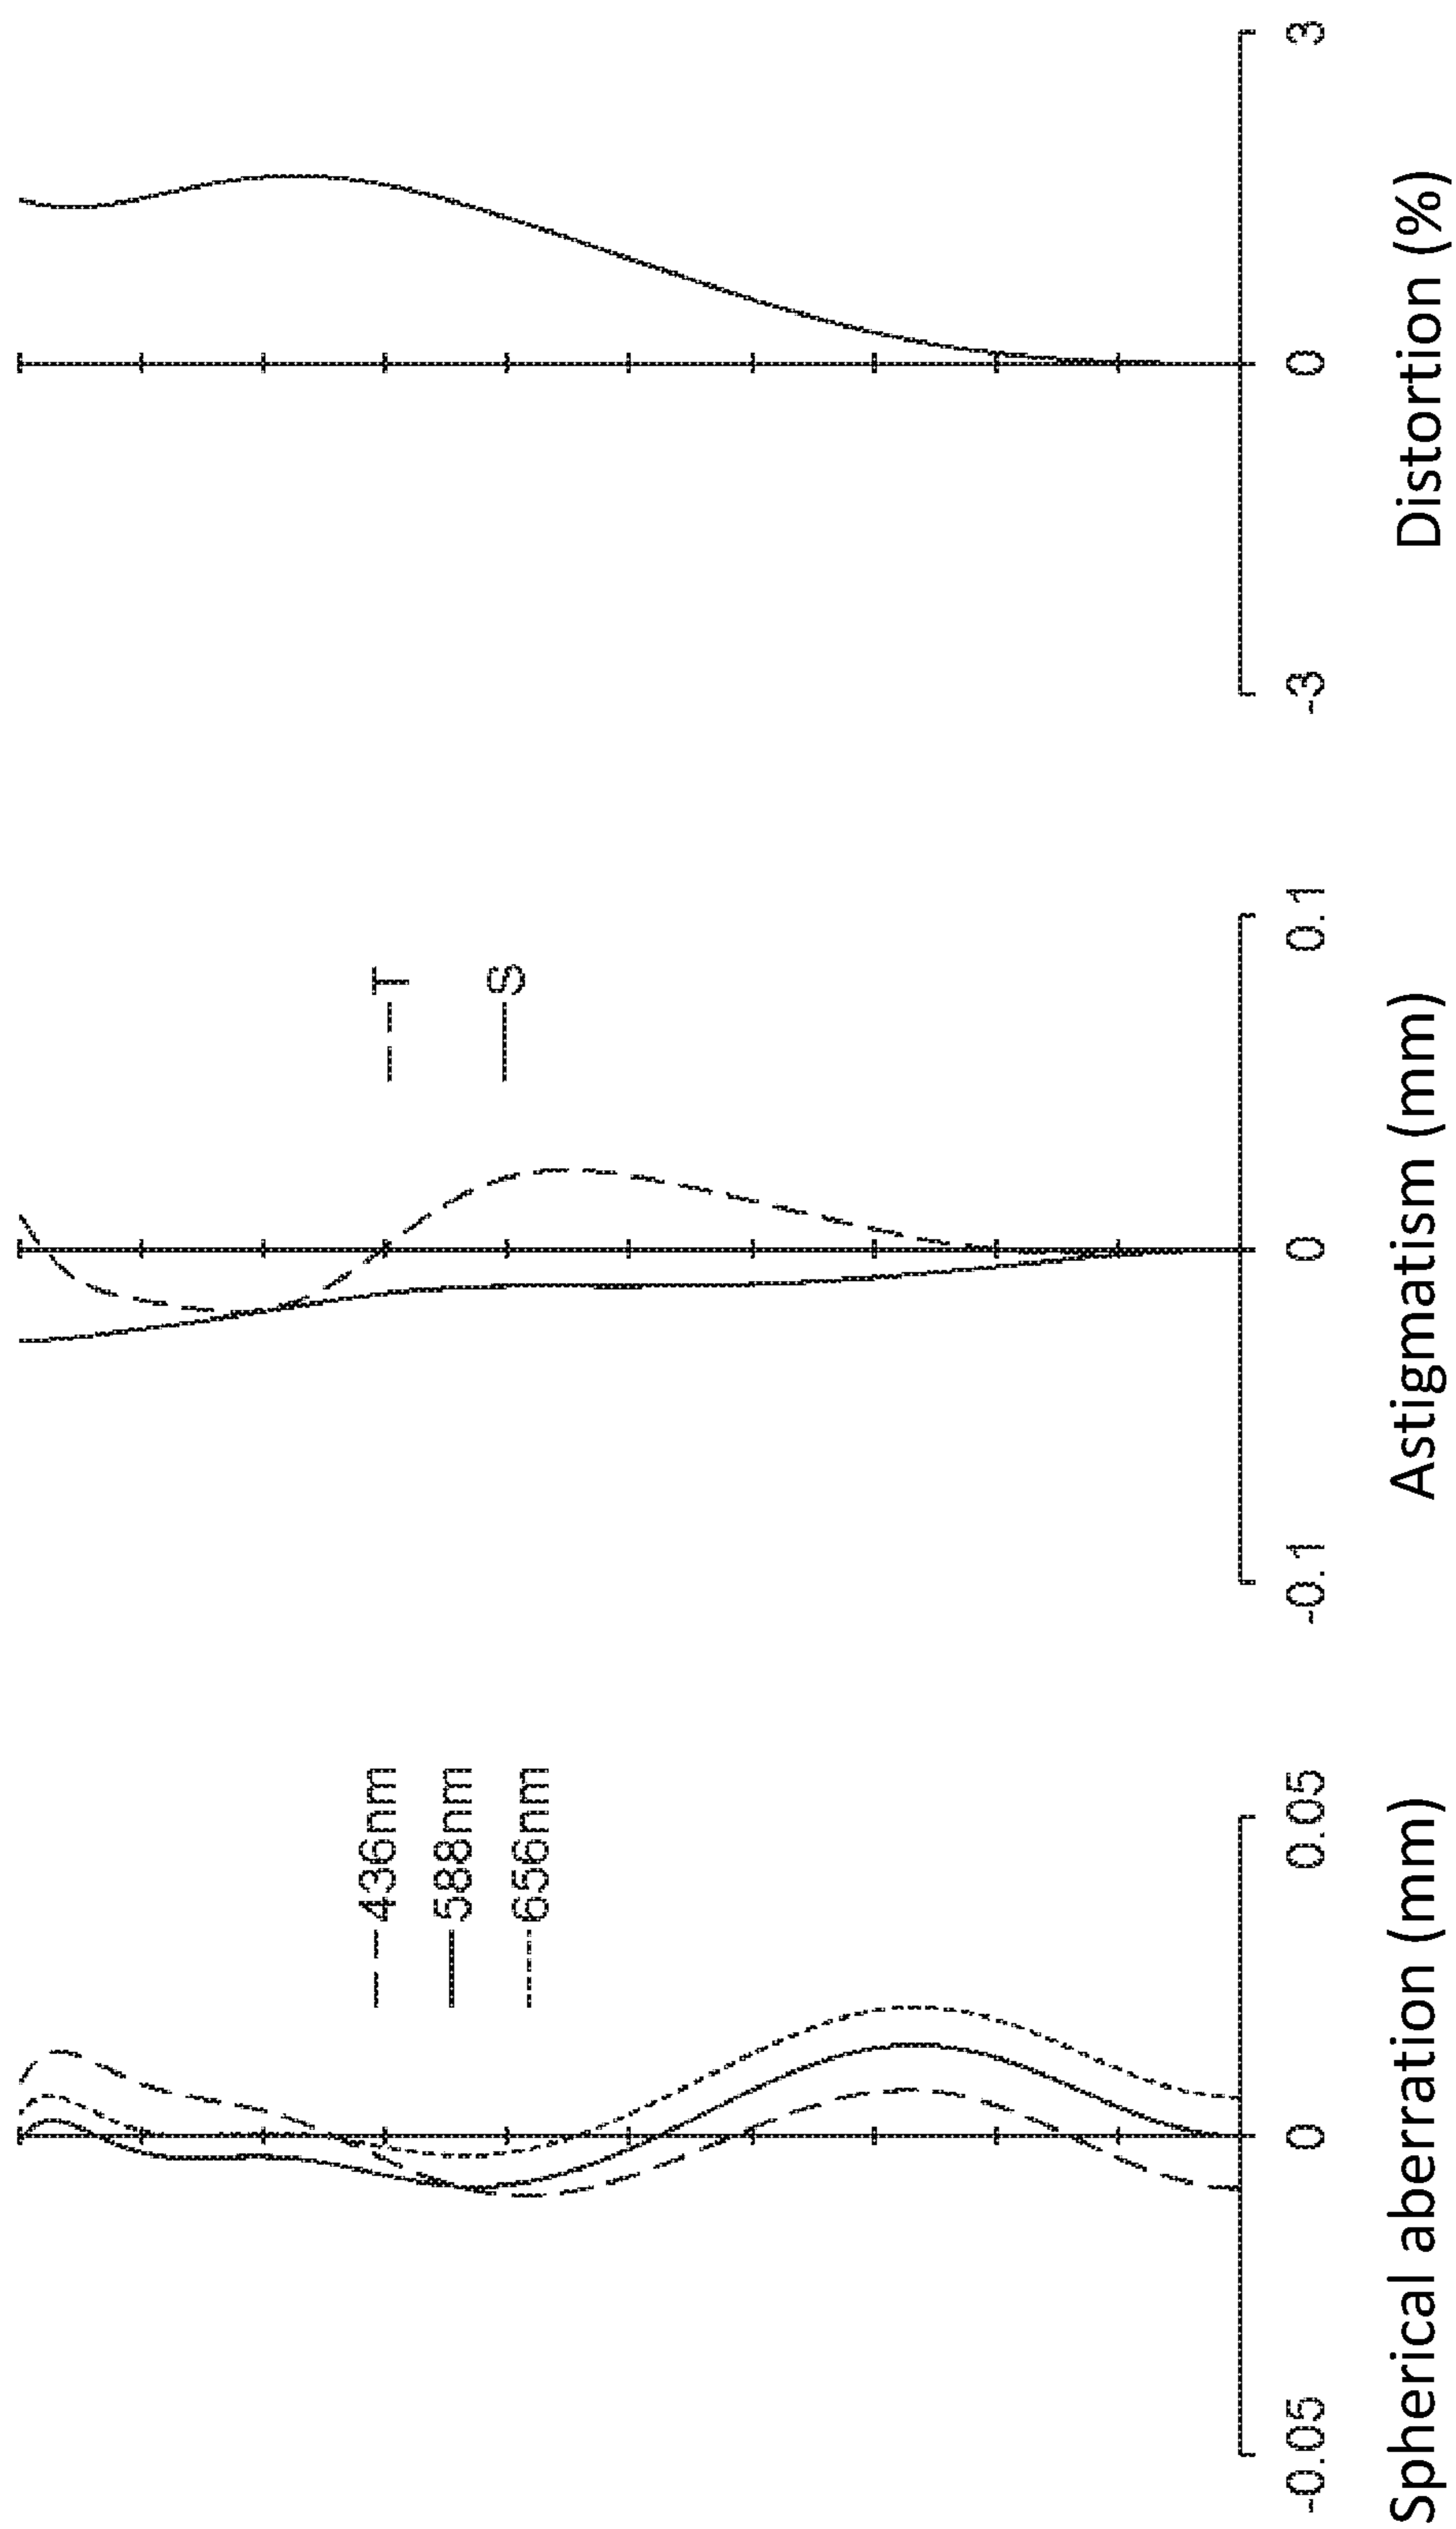 436nm
588nm
656nm
-0.05
0
0.05
Spherical aberration (mm)
T
S
-0.1
0
0.1
Astigmatism (mm)
-3
0
3
Distortion (%)